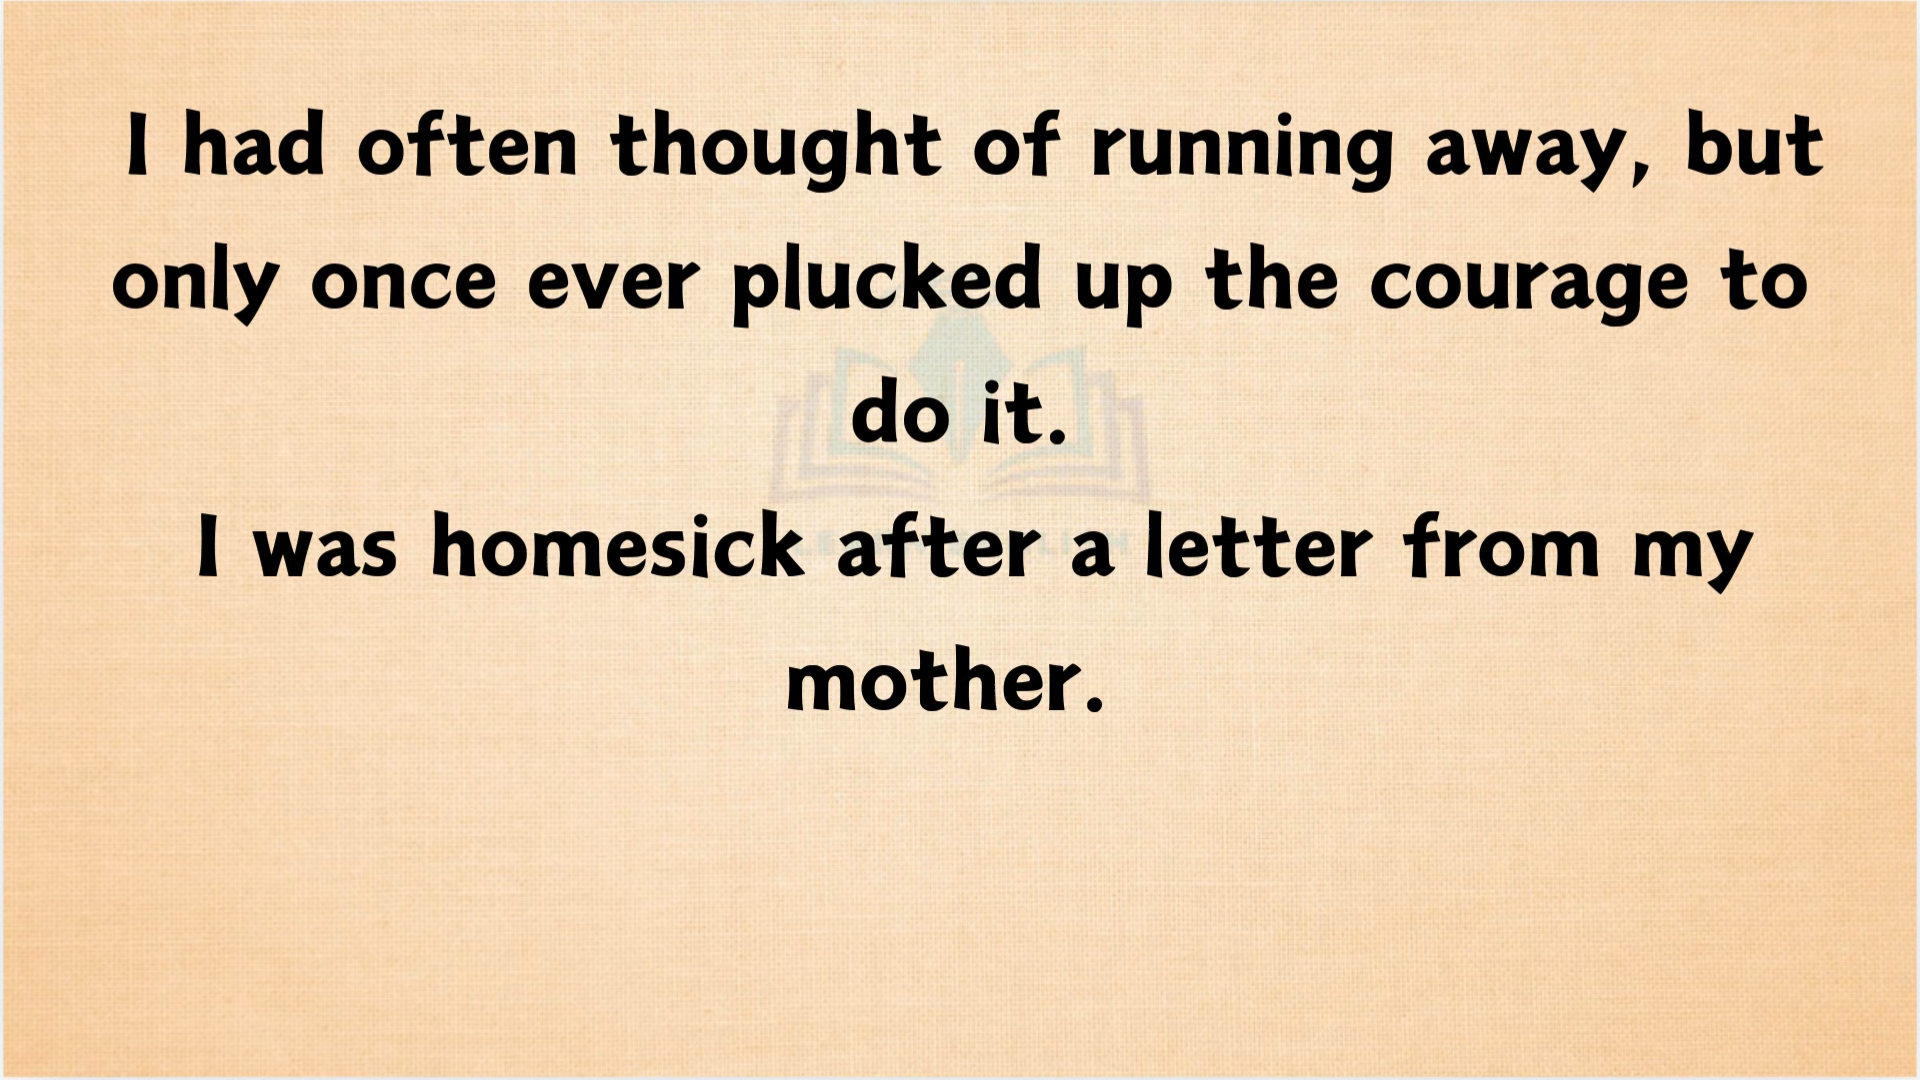 I had often thought of running away, but
only once ever plucked up the courage to
do it.
I was homesick after a letter from my
mother.